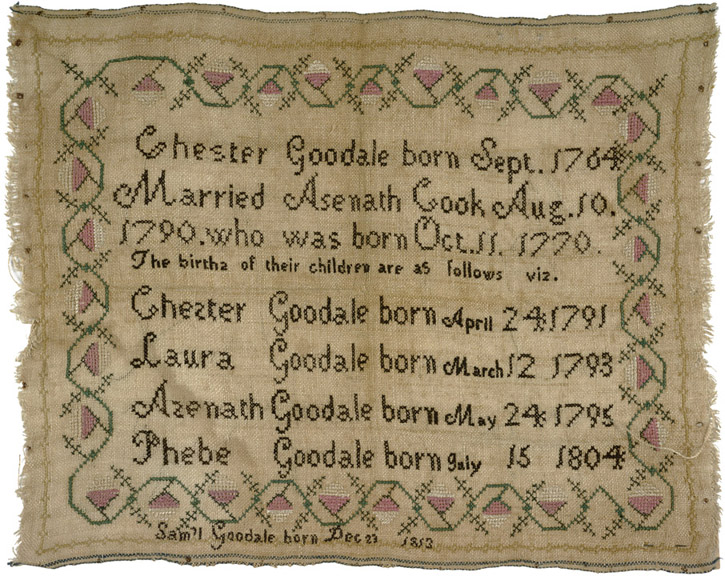 Chester Goodale born Sept. 1764
Married Asenath Cook Aug. 10.
1790. who was born Oct. 11. 1770.
The births of their children are as follows viz.
Chester Goodale born April 24 1791
Laura Goodale born March 12 1793
Azenath Goodale born May 24 1795
Phebe Goodale born July 15 1804
Sam'll Goodale born Dec 23 1813